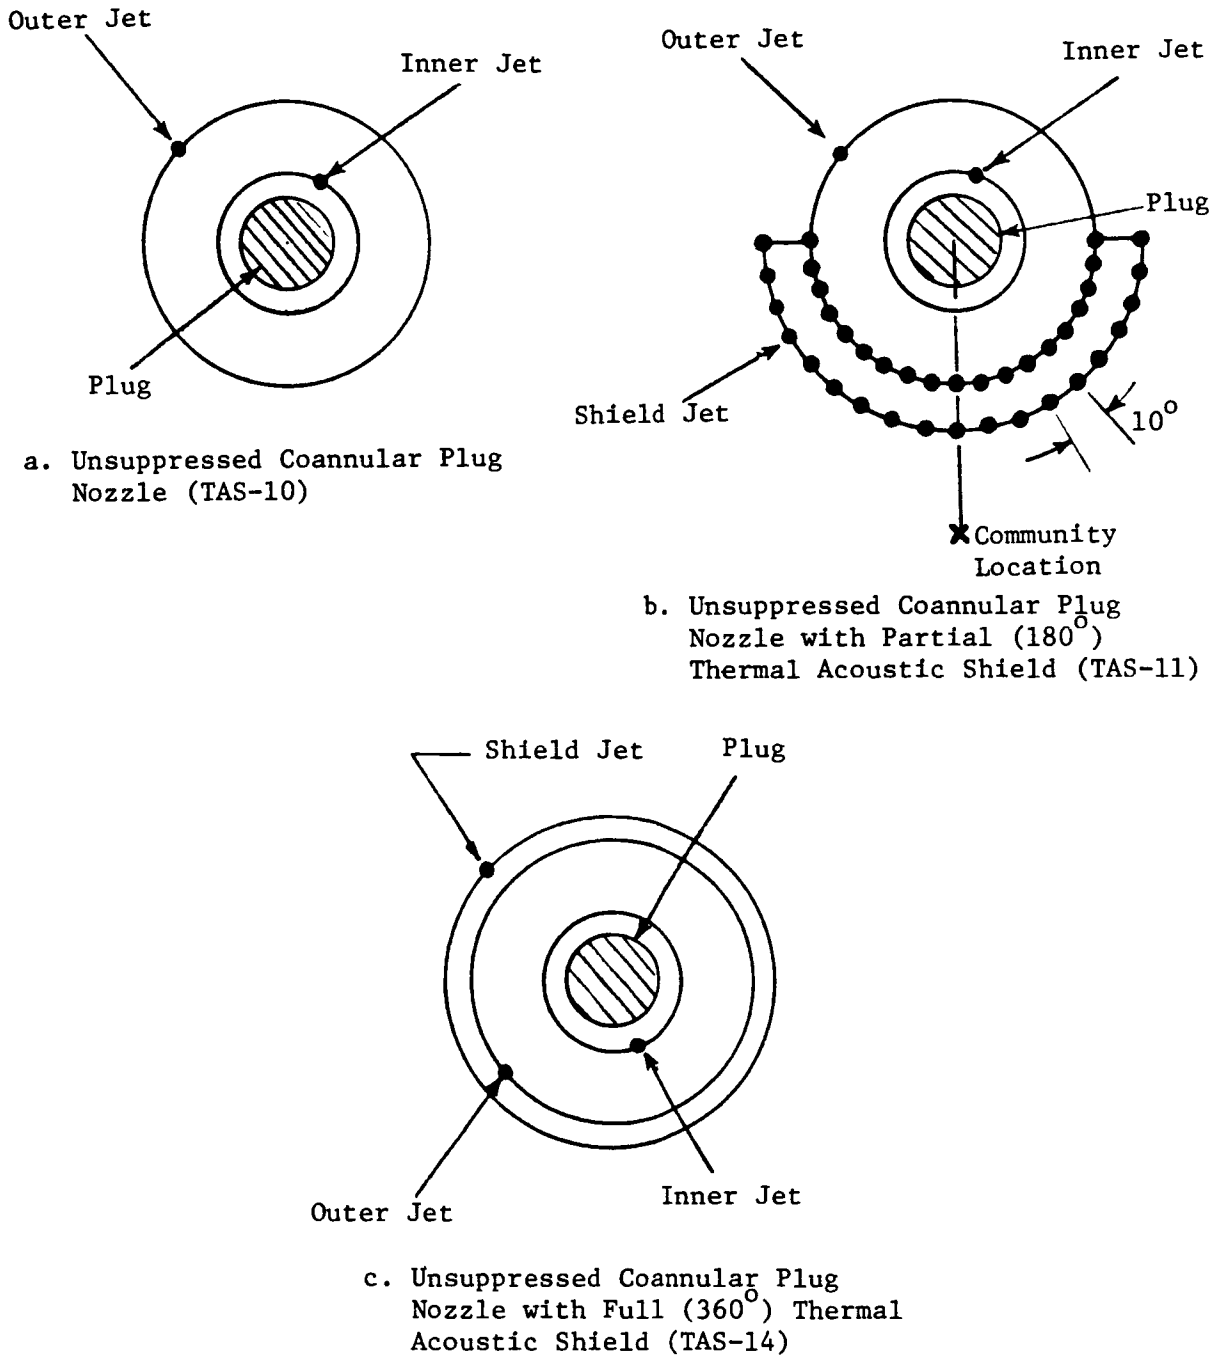 Outer Jet
Inner Jet
Plug
a. Unsuppressed Coannular Plug
Nozzle (TAS-10)
Outer Jet
Inner Jet
Plug
Shield Jet
10°
Community
Location
b. Unsuppressed Coannular Plug
Nozzle with Partial (180°)
Thermal Acoustic Shield (TAS-11)
Shield Jet
Plug
Outer Jet
Inner Jet
c. Unsuppressed Coannular Plug
Nozzle with Full (360°) Thermal
Acoustic Shield (TAS-14)